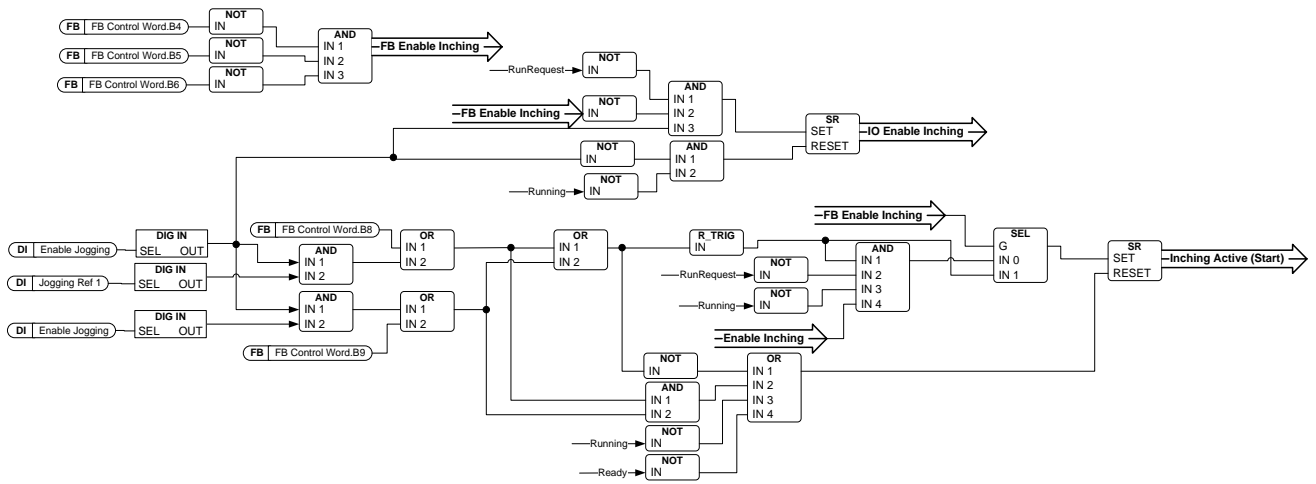 FB FB Control Word.B4
NOT
IN
FB FB Control Word.B5
NOT
IN
FB FB Control Word.B6
NOT
IN
AND
IN 1
IN 2
IN 3
FB Enable Inching
RunRequest
NOT
IN
FB Enable Inching
NOT
IN
AND
IN 1
IN 2
IN 3
NOT
IN
Running
NOT
IN
AND
IN 1
IN 2
SR
SET
RESET
IO Enable Inching
DI Enable Jogging
DIG IN
SEL OUT
DI Jogging Ref 1
DIG IN
SEL OUT
DI Enable Jogging
DIG IN
SEL OUT
AND
IN 1
IN 2
AND
IN 1
IN 2
FB FB Control Word.B8
OR
IN 1
IN 2
OR
IN 1
IN 2
FB FB Control Word.B9
OR
IN 1
IN 2
R_TRIG
IN
RunRequest
NOT
IN
Running
NOT
IN
Enable Inching
AND
IN 1
IN 2
IN 3
IN 4
FB Enable Inching
SEL
G
IN 0
IN 1
SR
SET
RESET
Inching Active (Start)
NOT
IN
AND
IN 1
IN 2
Running
NOT
IN
Ready
NOT
IN
OR
IN 1
IN 2
IN 3
IN 4